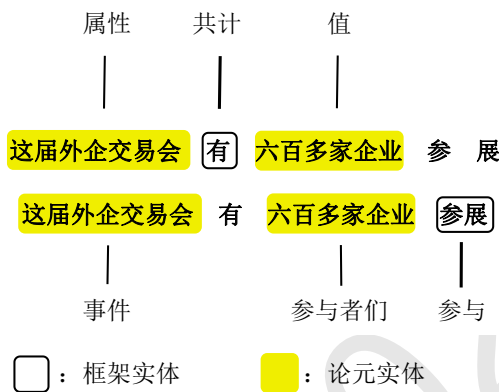 属性 共计 值
这届外企交易会 有 六百多家企业 参 展
这届外企交易会 有 六百多家企业 参展
事件 参与者们 参与
：框架实体 ：论元实体